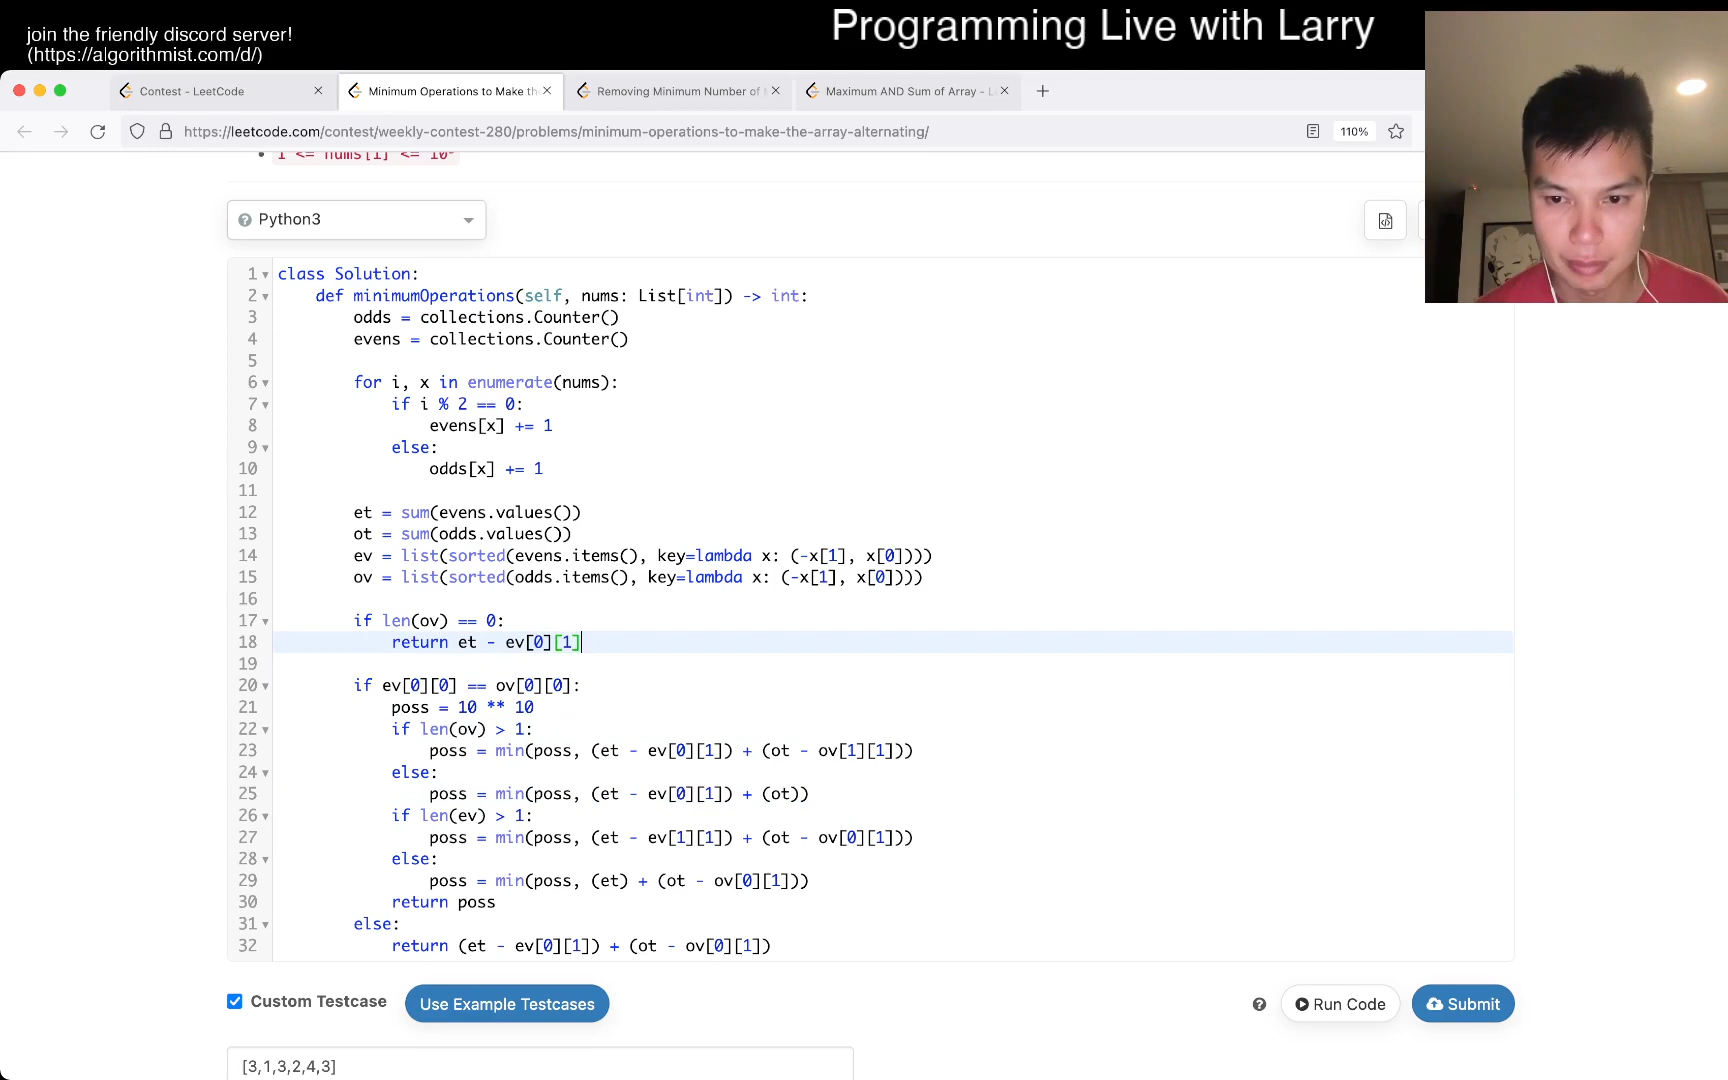 join the friendly discord server!
(https://algorithmist.com/d/)
Programming Live with Larry
Contest - LeetCode
Minimum Operations to Make th
Removing Minimum Number of
Maximum AND Sum of Array - L
https://leetcode.com/contest/weekly-contest-280/problems/minimum-operations-to-make-the-array-alternating/
110%
1 <= nums[i] <= 10
Python3
1 class Solution:
2 def minimumOperations(self, nums: List[int]) -> int:
3 odds = collections.Counter()
4 evens = collections.Counter()
5
6 for i, x in enumerate(nums):
7 if i % 2 == 0:
8 evens[x] += 1
9 else:
10 odds[x] += 1
11
12 et = sum(evens.values())
13 ot = sum(odds.values())
14 ev = list(sorted(evens.items(), key=lambda x: (-x[1], x[0])))
15 ov = list(sorted(odds.items(), key=lambda x: (-x[1], x[0])))
16
17 if len(ov) == 0:
18 return et - ev[0][1]
19
20 if ev[0][0] == ov[0][0]:
21 poss = 10 ** 10
22 if len(ov) > 1:
23 poss = min(poss, (et - ev[0][1]) + (ot - ov[1][1]))
24 else:
25 poss = min(poss, (et - ev[0][1]) + (ot))
26 if len(ev) > 1:
27 poss = min(poss, (et - ev[1][1]) + (ot - ov[0][1]))
28 else:
29 poss = min(poss, (et) + (ot - ov[0][1]))
30 return poss
31 else:
32 return (et - ev[0][1]) + (ot - ov[0][1])
Custom Testcase
Use Example Testcases
Run Code
Submit
[3,1,3,2,4,3]